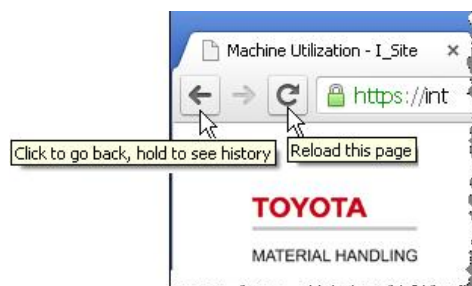 Machine Utilization - I_Site
https://int
Click to go back, hold to see history
Reload this page
TOYOTA
MATERIAL HANDLING